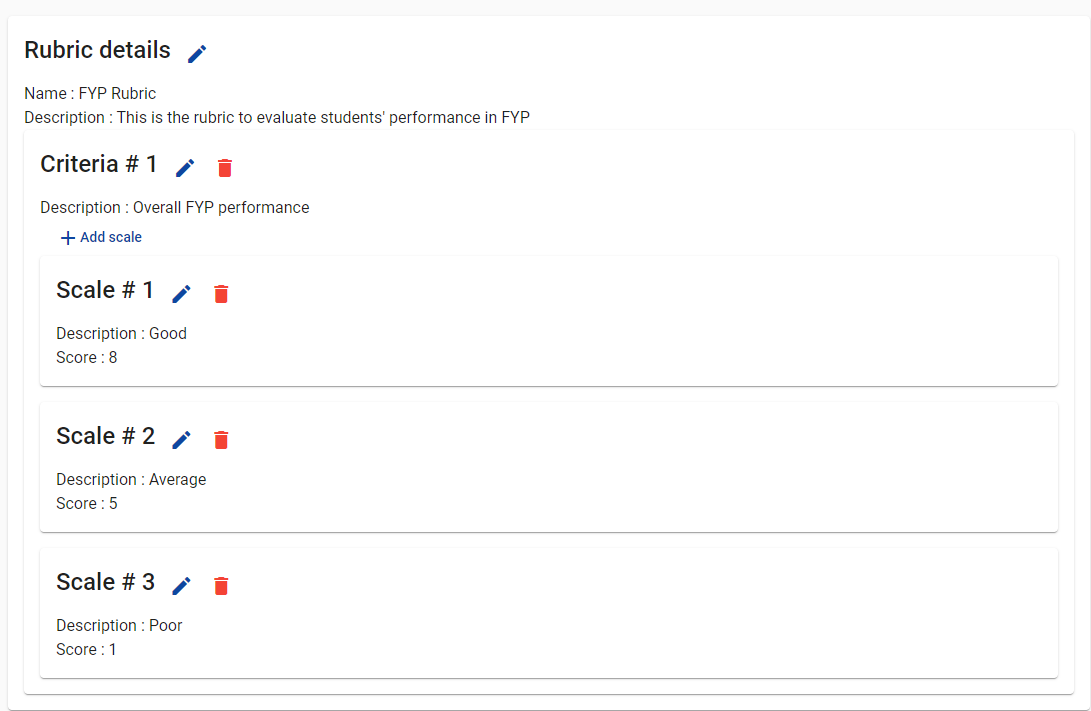 Rubric details
Name : FYP Rubric
Description : This is the rubric to evaluate students' performance in FYP
Criteria # 1
Description : Overall FYP performance
Add scale
Scale # 1
Description : Good
Score : 8
Scale # 2
Description : Average
Score : 5
Scale # 3
Description : Poor
Score : 1